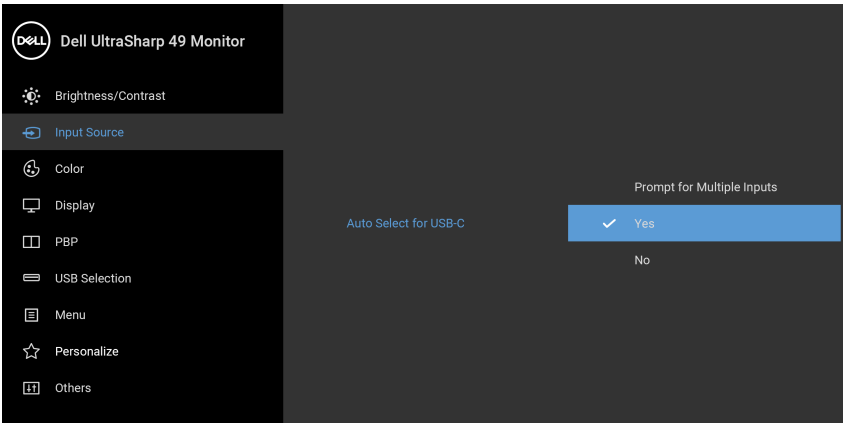 DELL
Dell UltraSharp 49 Monitor
Brightness/Contrast
Input Source
Color
Display
PBP
USB Selection
Menu
Personalize
Others
Auto Select for USB-C
Prompt for Multiple Inputs
Yes
No